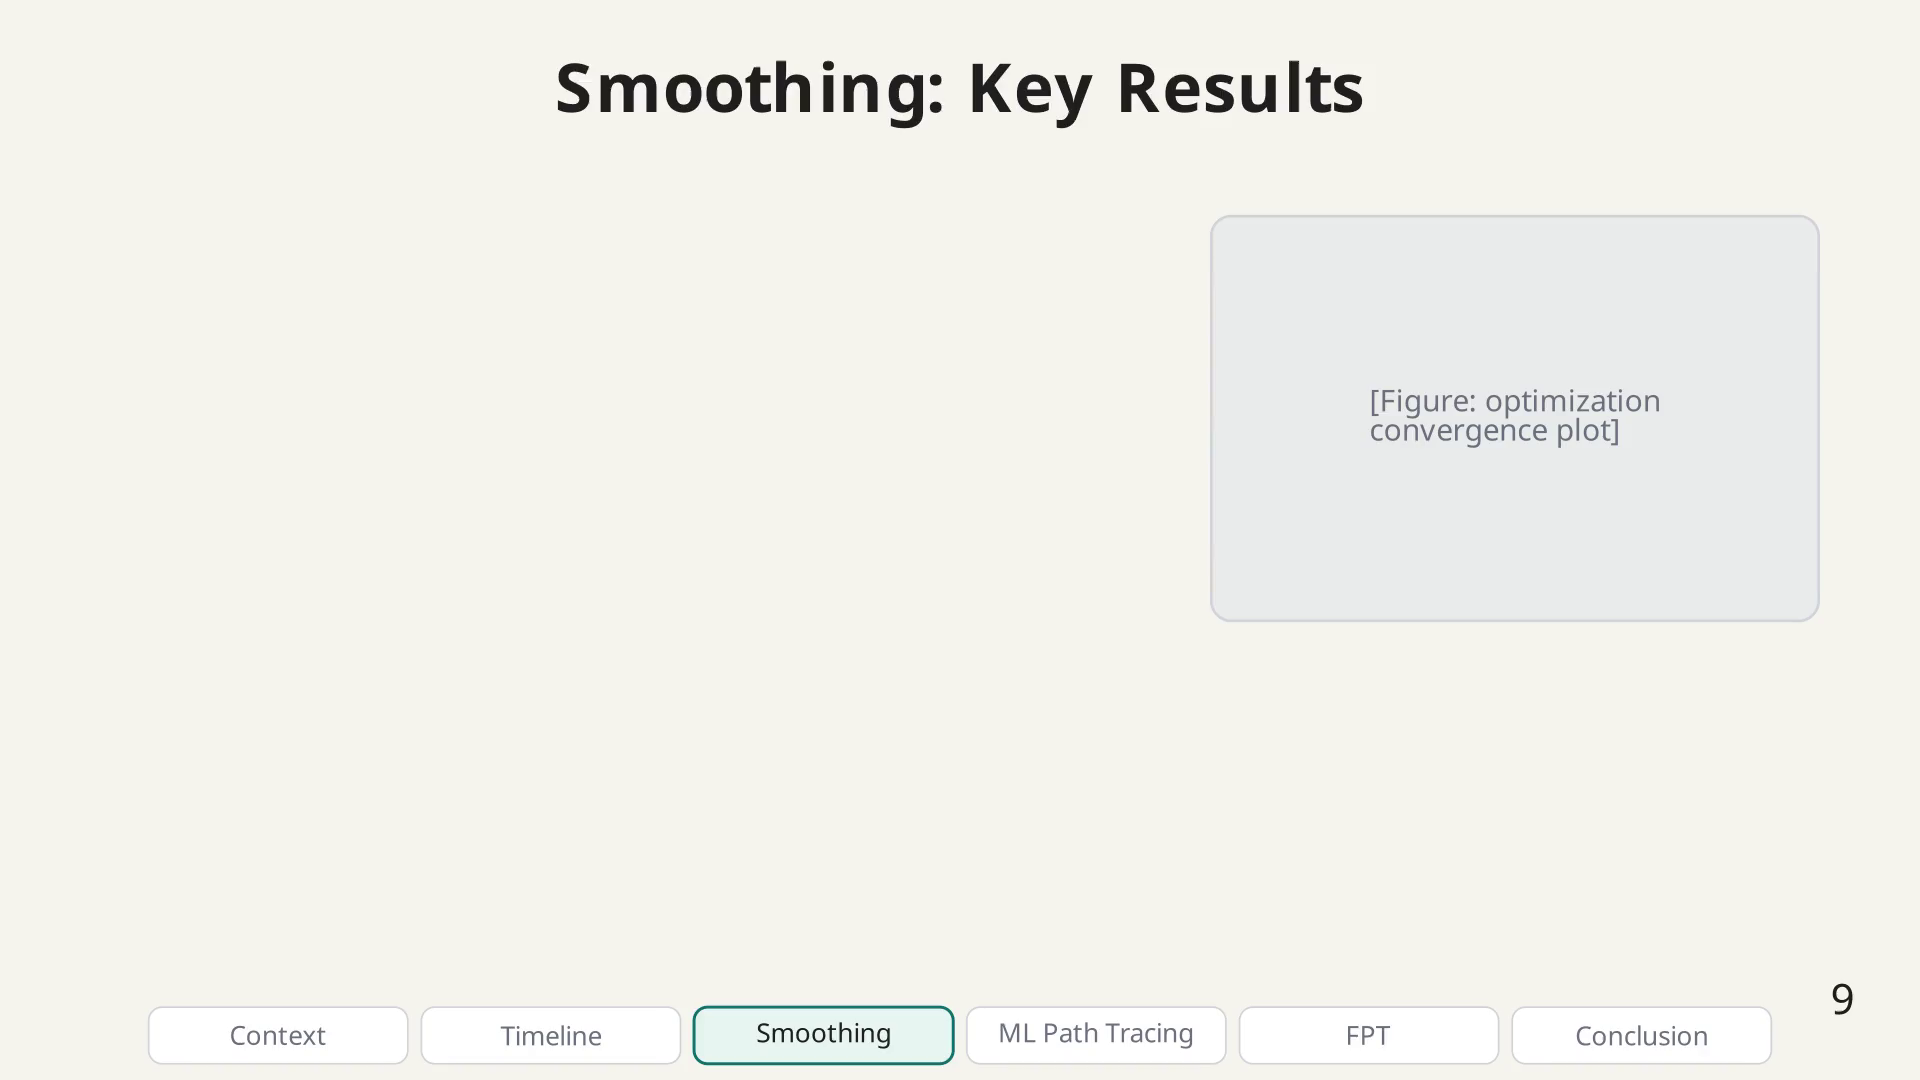 Smoothing: Key Results
[Figure: optimization
convergence plot]
9
Context
Timeline
Smoothing
ML Path Tracing
FPT
Conclusion